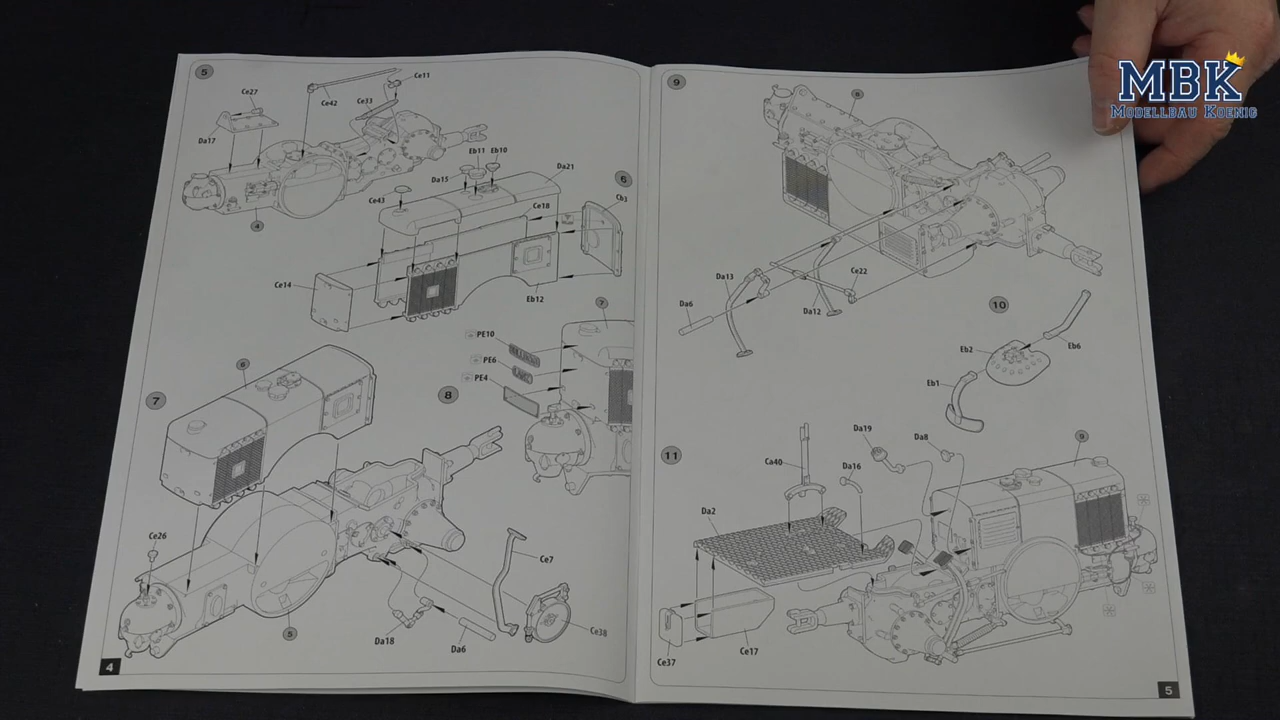 MBK
MODELLBAU KOENIG
5
Ce27
Da17
Ce42
Ce33
Ce11
4
6
Da15
Eb11
Eb10
Da21
Ce43
Ce18
Cb3
Ce14
Eb12
7
6
Ce26
5
Ce7
Da18
Da6
Ce38
8
7
PE10
PE6
PE4
4
9
8
Da13
Da6
Da12
Ce22
10
Eb2
Eb6
Eb1
11
Da19
Da8
9
Ca40
Da16
Da2
Ce37
Ce17
5